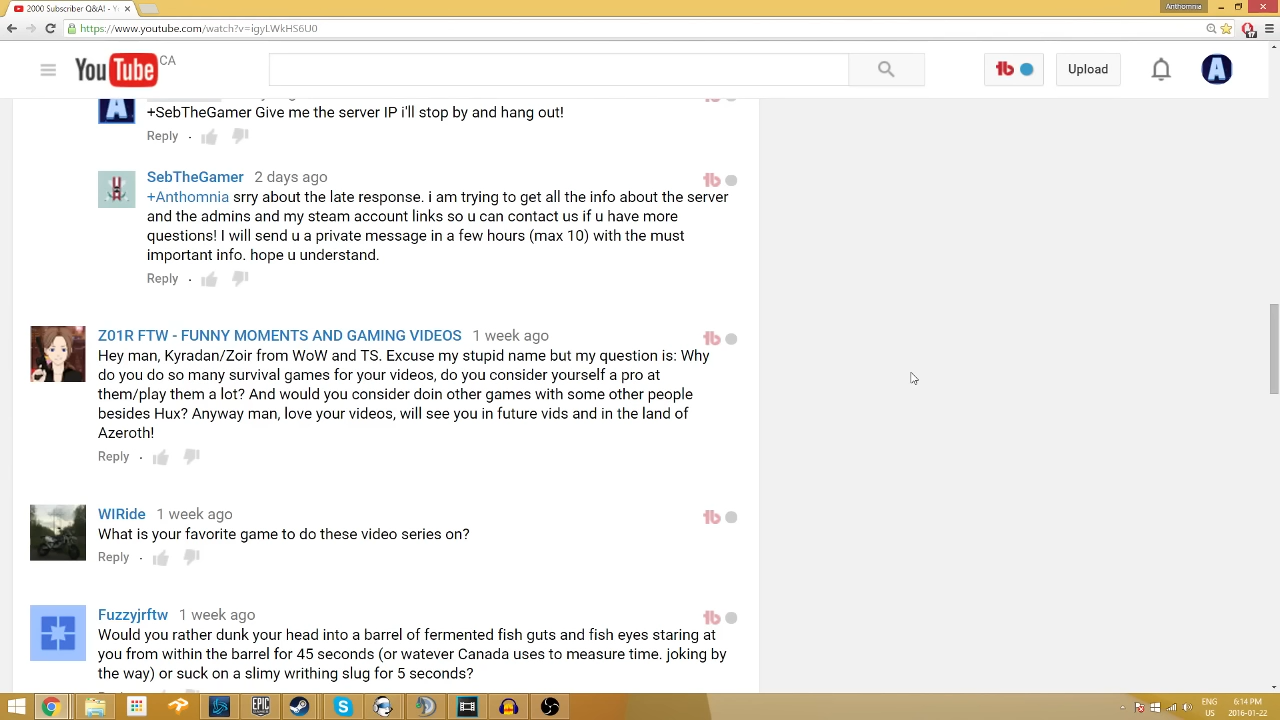 2000 Subscriber Q&A! - Yo
Anthomnia
https://www.youtube.com/watch?v=igyLWkHS6U0
17
YouTube CA
tb
Upload
A
+SebTheGamer Give me the server IP i'll stop by and hang out!
Reply
SebTheGamer 2 days ago
+Anthomnia srry about the late response. i am trying to get all the info about the server
and the admins and my steam account links so u can contact us if u have more
questions! I will send u a private message in a few hours (max 10) with the must
important info. hope u understand.
Reply
Z01R FTW - FUNNY MOMENTS AND GAMING VIDEOS 1 week ago
Hey man, Kyradan/Zoir from WoW and TS. Excuse my stupid name but my question is: Why
do you do so many survival games for your videos, do you consider yourself a pro at
them/play them a lot? And would you consider doin other games with some other people
besides Hux? Anyway man, love your videos, will see you in future vids and in the land of
Azeroth!
Reply
WIRide 1 week ago
What is your favorite game to do these video series on?
Reply
Fuzzyjrftw 1 week ago
Would you rather dunk your head into a barrel of fermented fish guts and fish eyes staring at
you from within the barrel for 45 seconds (or watever Canada uses to measure time. joking by
the way) or suck on a slimy writhing slug for 5 seconds?
EPIC
ENG
US
6:14 PM
2016-01-22